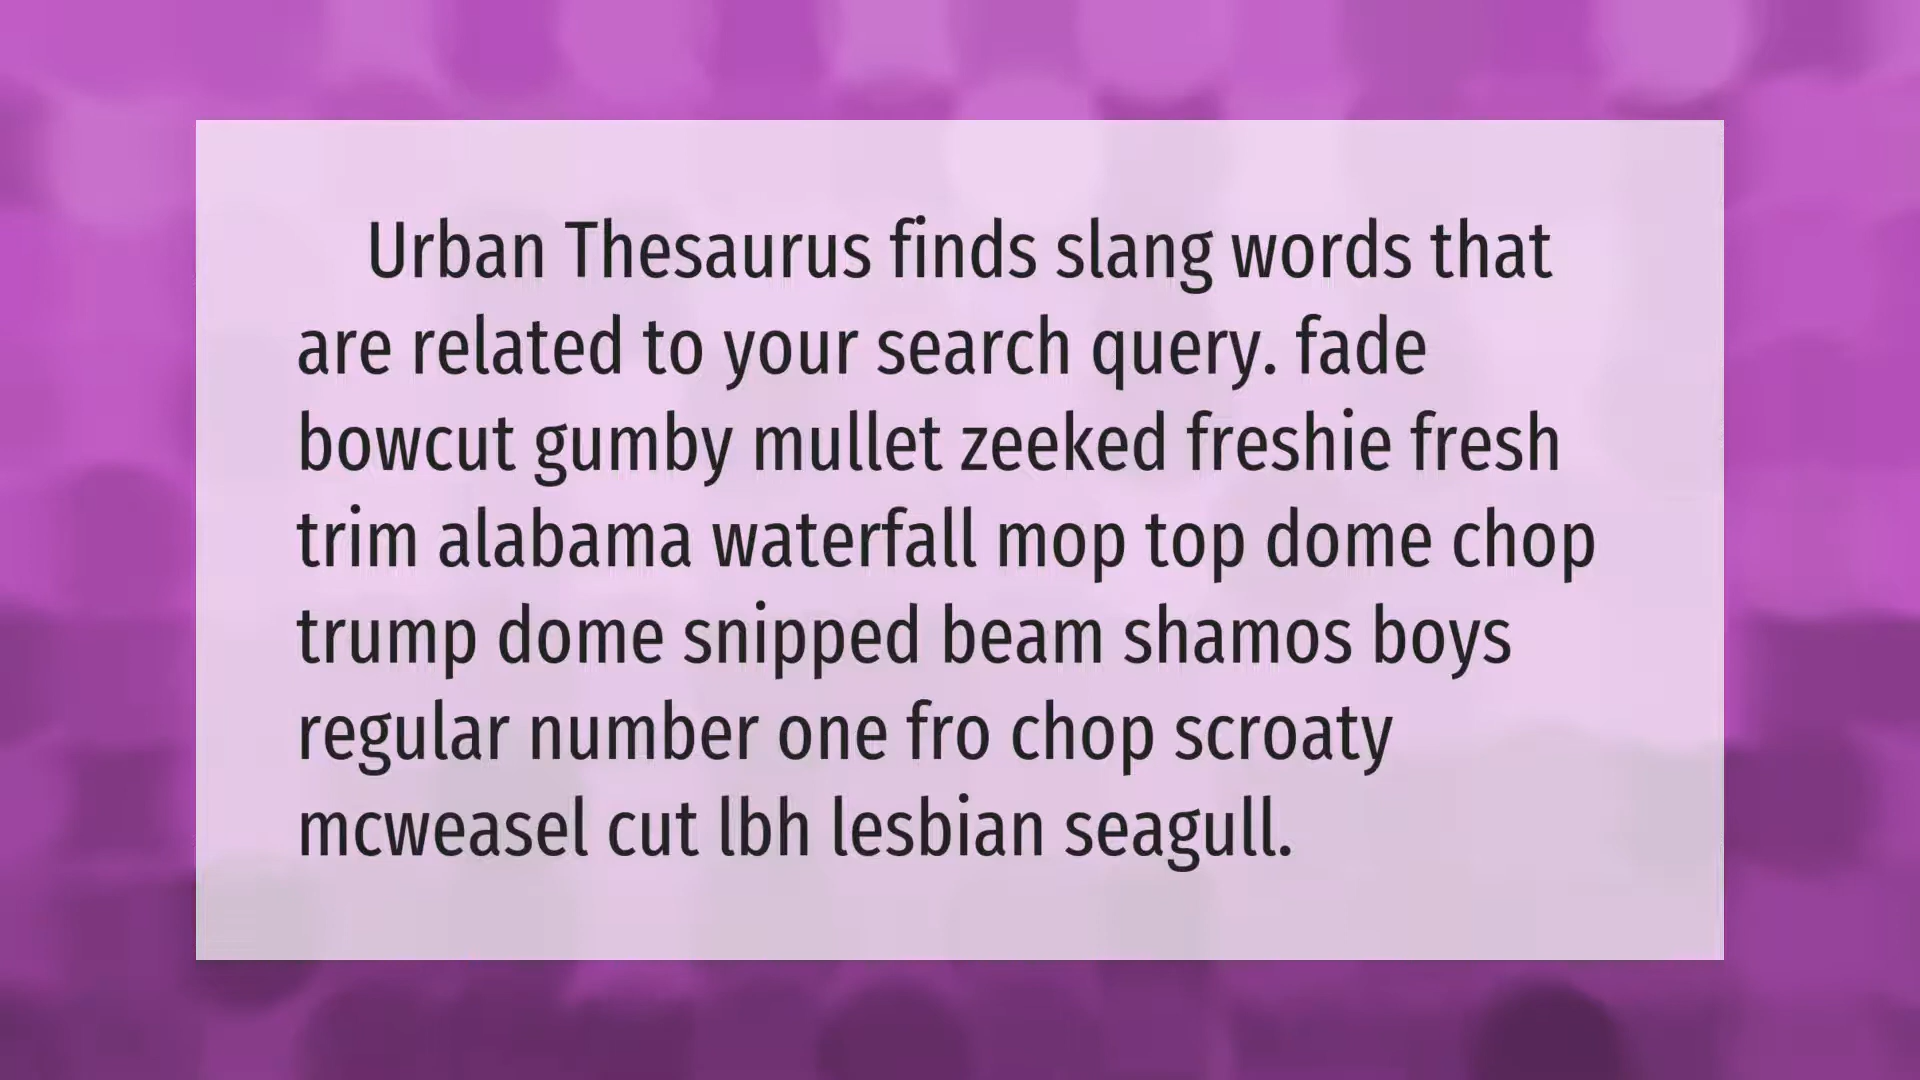 Urban Thesaurus finds slang words that
are related to your search query. fade
bowcut gumby mullet zeeked freshie fresh
trim alabama waterfall mop top dome chop
trump dome snipped beam shamos boys
regular number one fro chop scroaty
mcweasel cut lbh lesbian seagull.